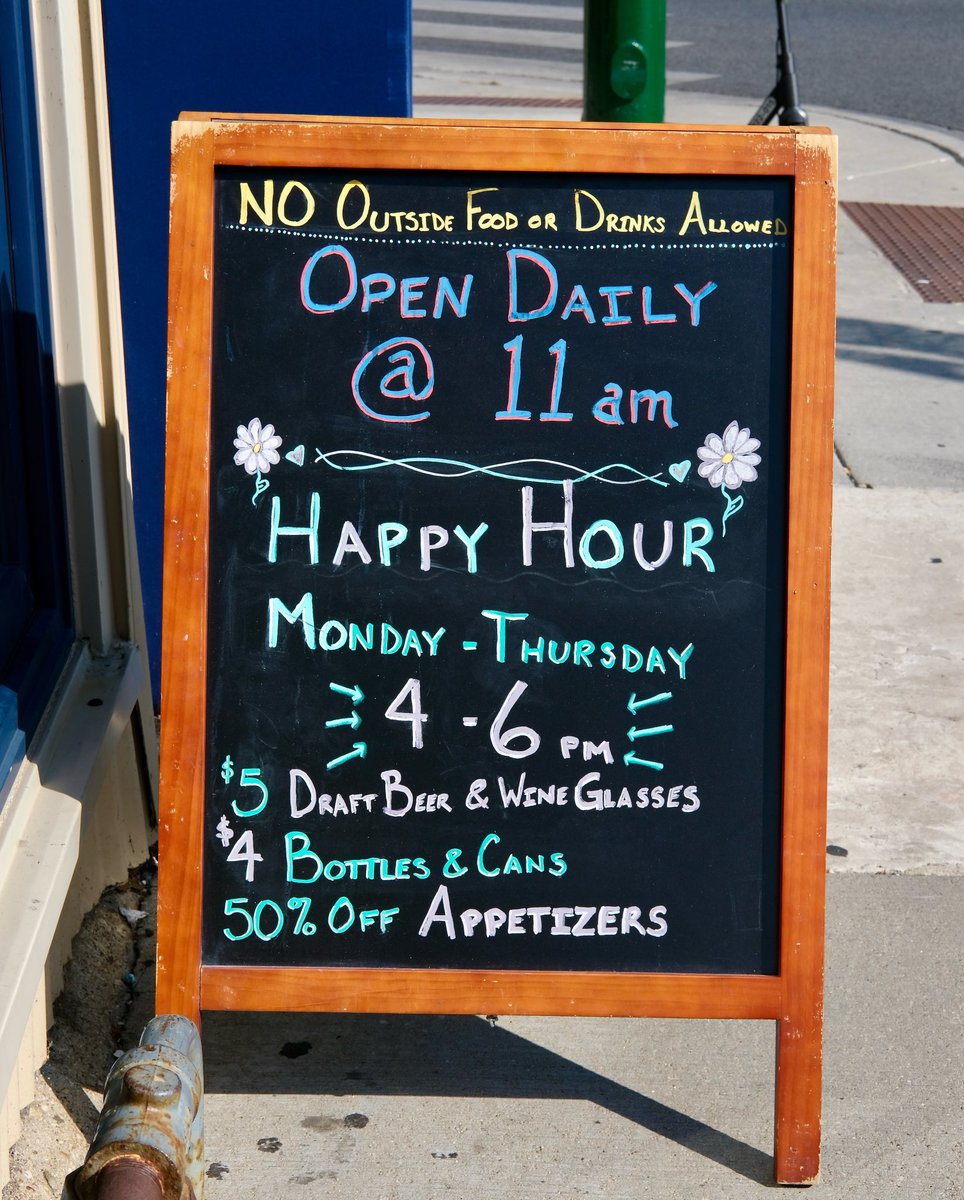 NO OUTSIDE FOOD OR DRINKS ALLOWED
OPEN DAILY
@ 11 am
HAPPY HOUR
MONDAY - THURSDAY
4 - 6 PM
$5 DRAFT BEER & WINE GLASSES
$4 BOTTLES & CANS
50% OFF APPETIZERS